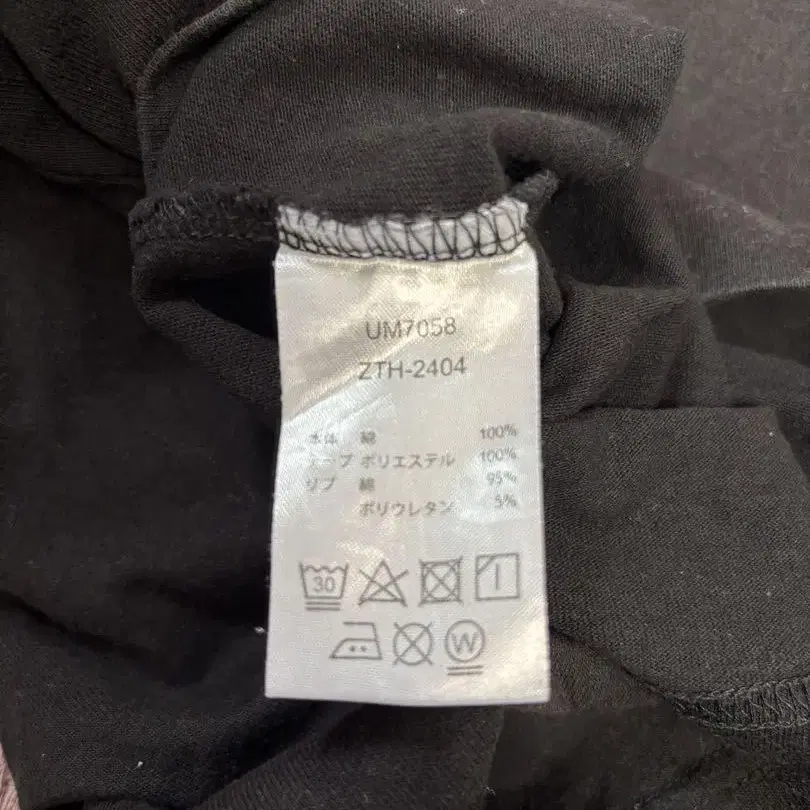 UM7058
ZTH-2404
本体 綿 100%
テープ ポリエステル 100%
リブ 綿 95%
ポリウレタン 5%
30
W